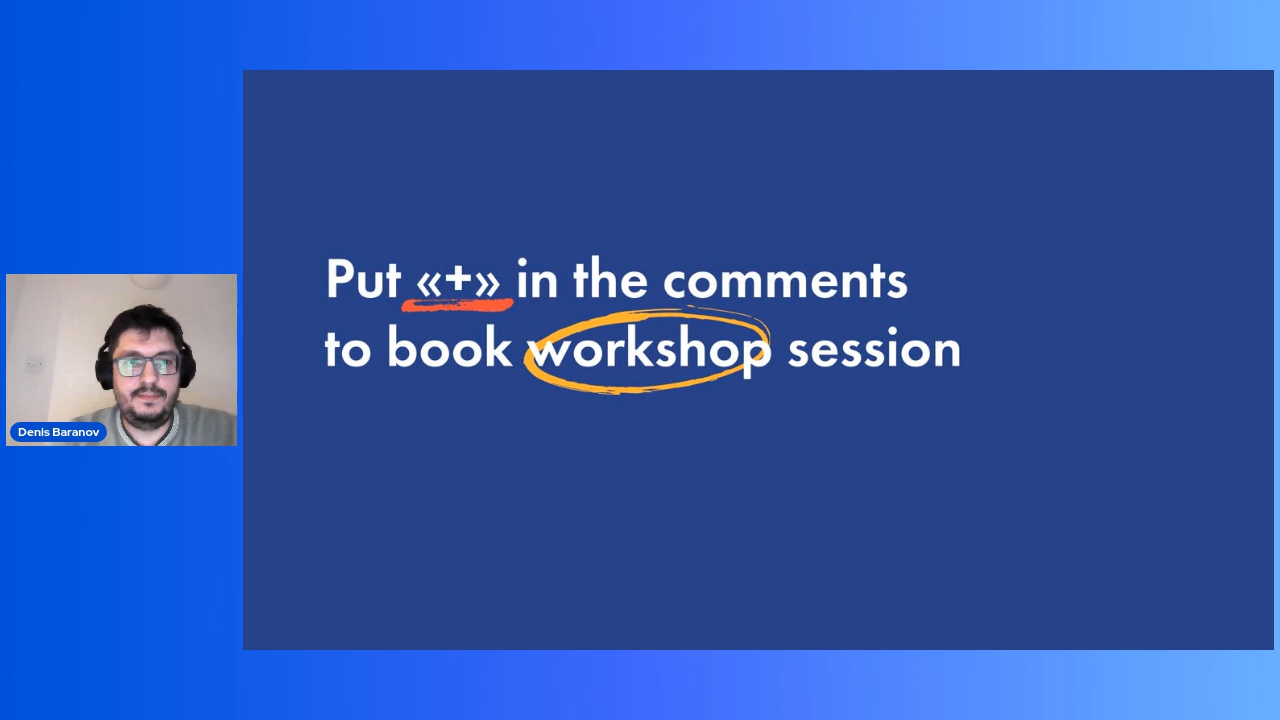 Put «+» in the comments
to book workshop session
Denis Baranov